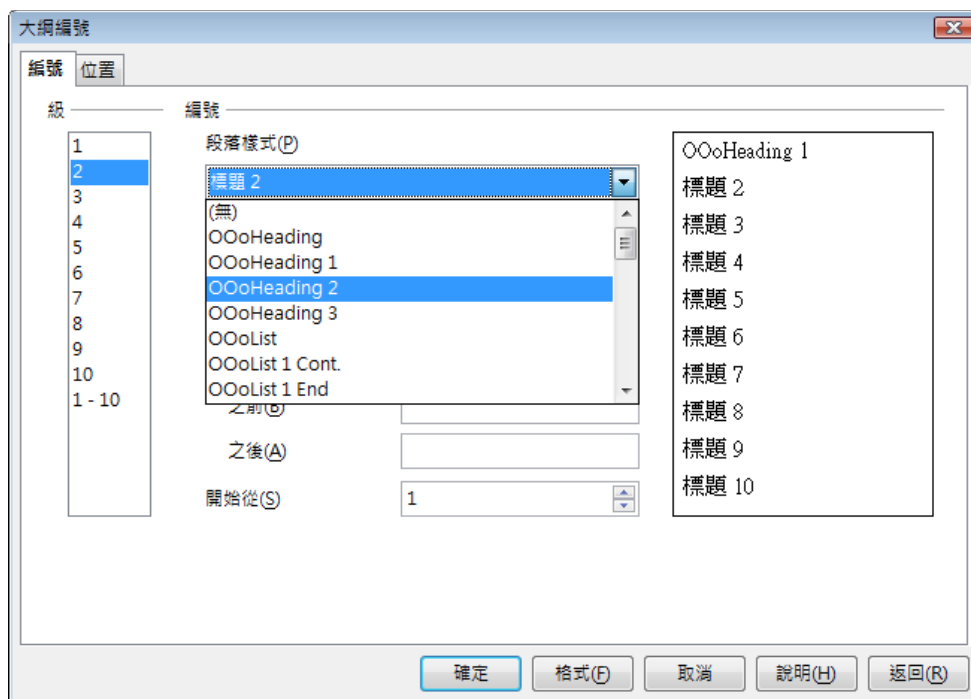 大綱編號
編號 位置
級
編號
1
2
3
4
5
6
7
8
9
10
1 - 10
段落樣式(P)
標題 2
(無)
OOoHeading
OOoHeading 1
OOoHeading 2
OOoHeading 3
OOoList
OOoList 1 Cont.
OOoList 1 End
之前(B)
之後(A)
開始從(S)
1
OOoHeading 1
標題 2
標題 3
標題 4
標題 5
標題 6
標題 7
標題 8
標題 9
標題 10
確定 格式(F) 取消 說明(H) 返回(R)